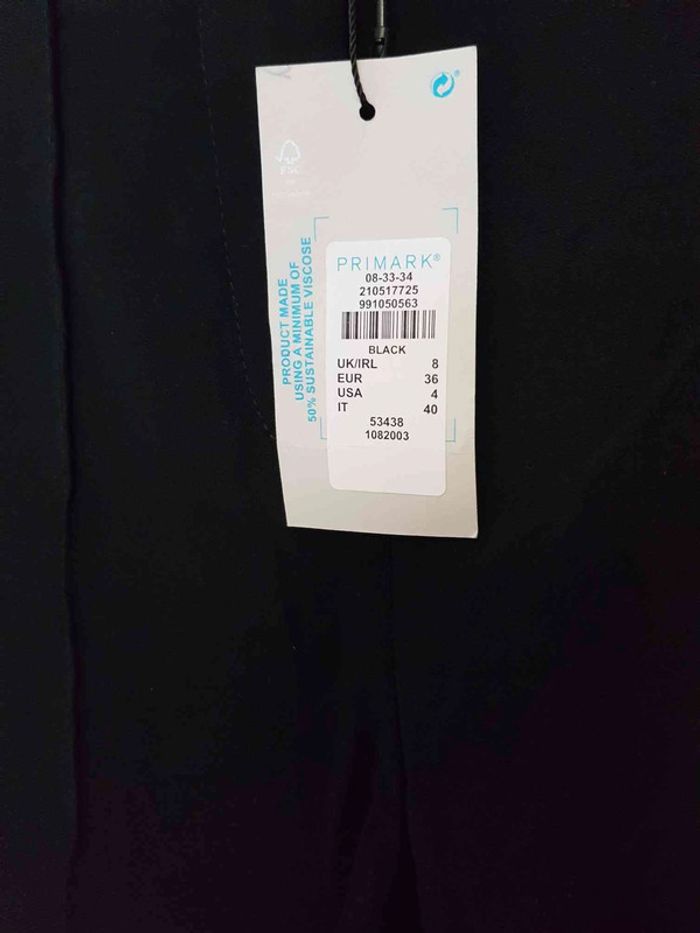 FSC
PRODUCT MADE
USING A MINIMUM OF
50% SUSTAINABLE VISCOSE
PRIMARK®
08-33-34
210517725
991050563
BLACK
UK/IRL 8
EUR 36
USA 4
IT 40
53438
1082003